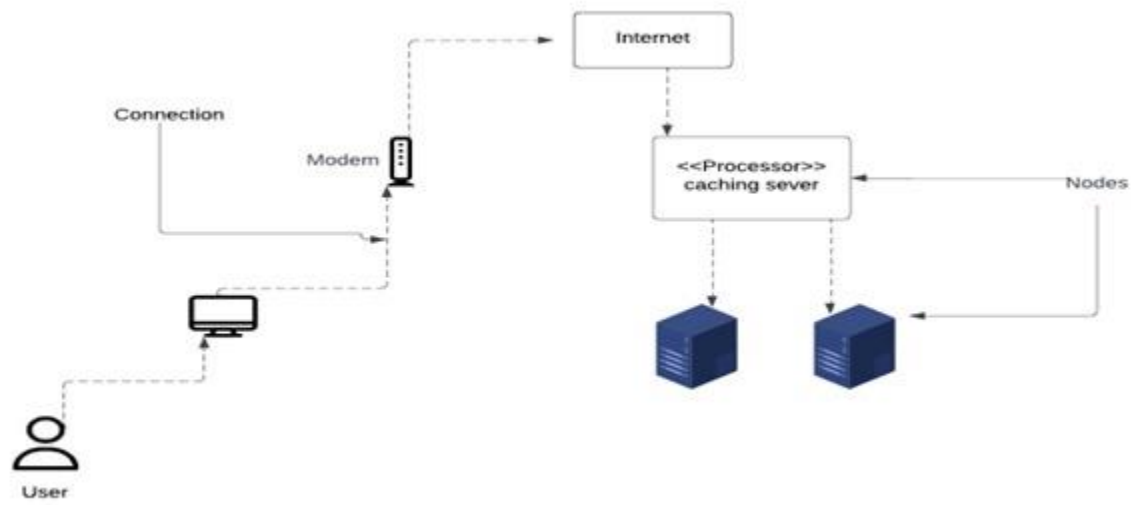 Internet
Connection
Modem
<<Processor>>
caching sever
Nodes
User